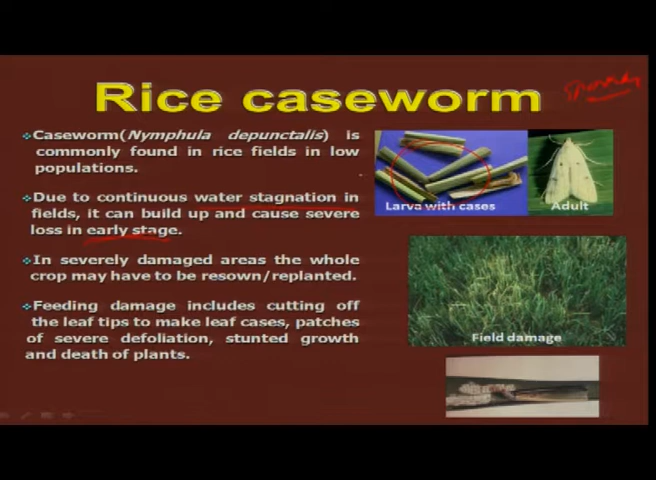 Rice caseworm
Caseworm(Nymphula depunctalis) is
commonly found in rice fields in low
populations.
Due to continuous water stagnation in
fields, it can build up and cause severe
loss in early stage.
In severely damaged areas the whole
crop may have to be resown/replanted.
Feeding damage includes cutting off
the leaf tips to make leaf cases, patches
of severe defoliation, stunted growth
and death of plants.
Larva with cases
Adult
Field damage